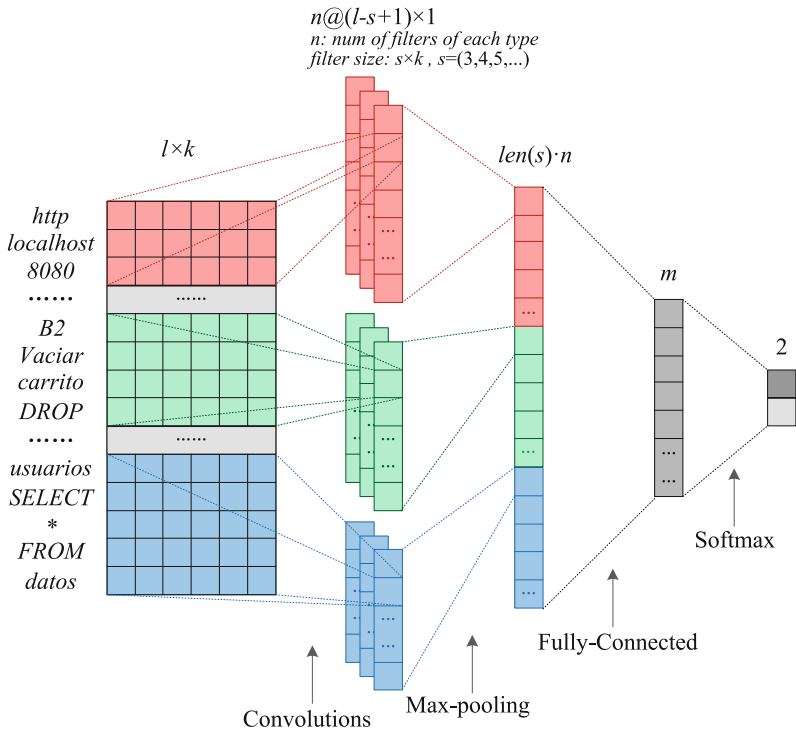 n@(l-s+1)×1
n: num of filters of each type
filter size: s×k , s=(3,4,5,...)
l×k
len(s)·n
http
localhost
8080
......
......
B2
Vaciar
carrito
DROP
......
......
usuarios
SELECT
*
FROM
datos
...
...
...
...
...
...
...
...
...
...
...
...
m
...
...
2
Softmax
Fully-Connected
Max-pooling
Convolutions